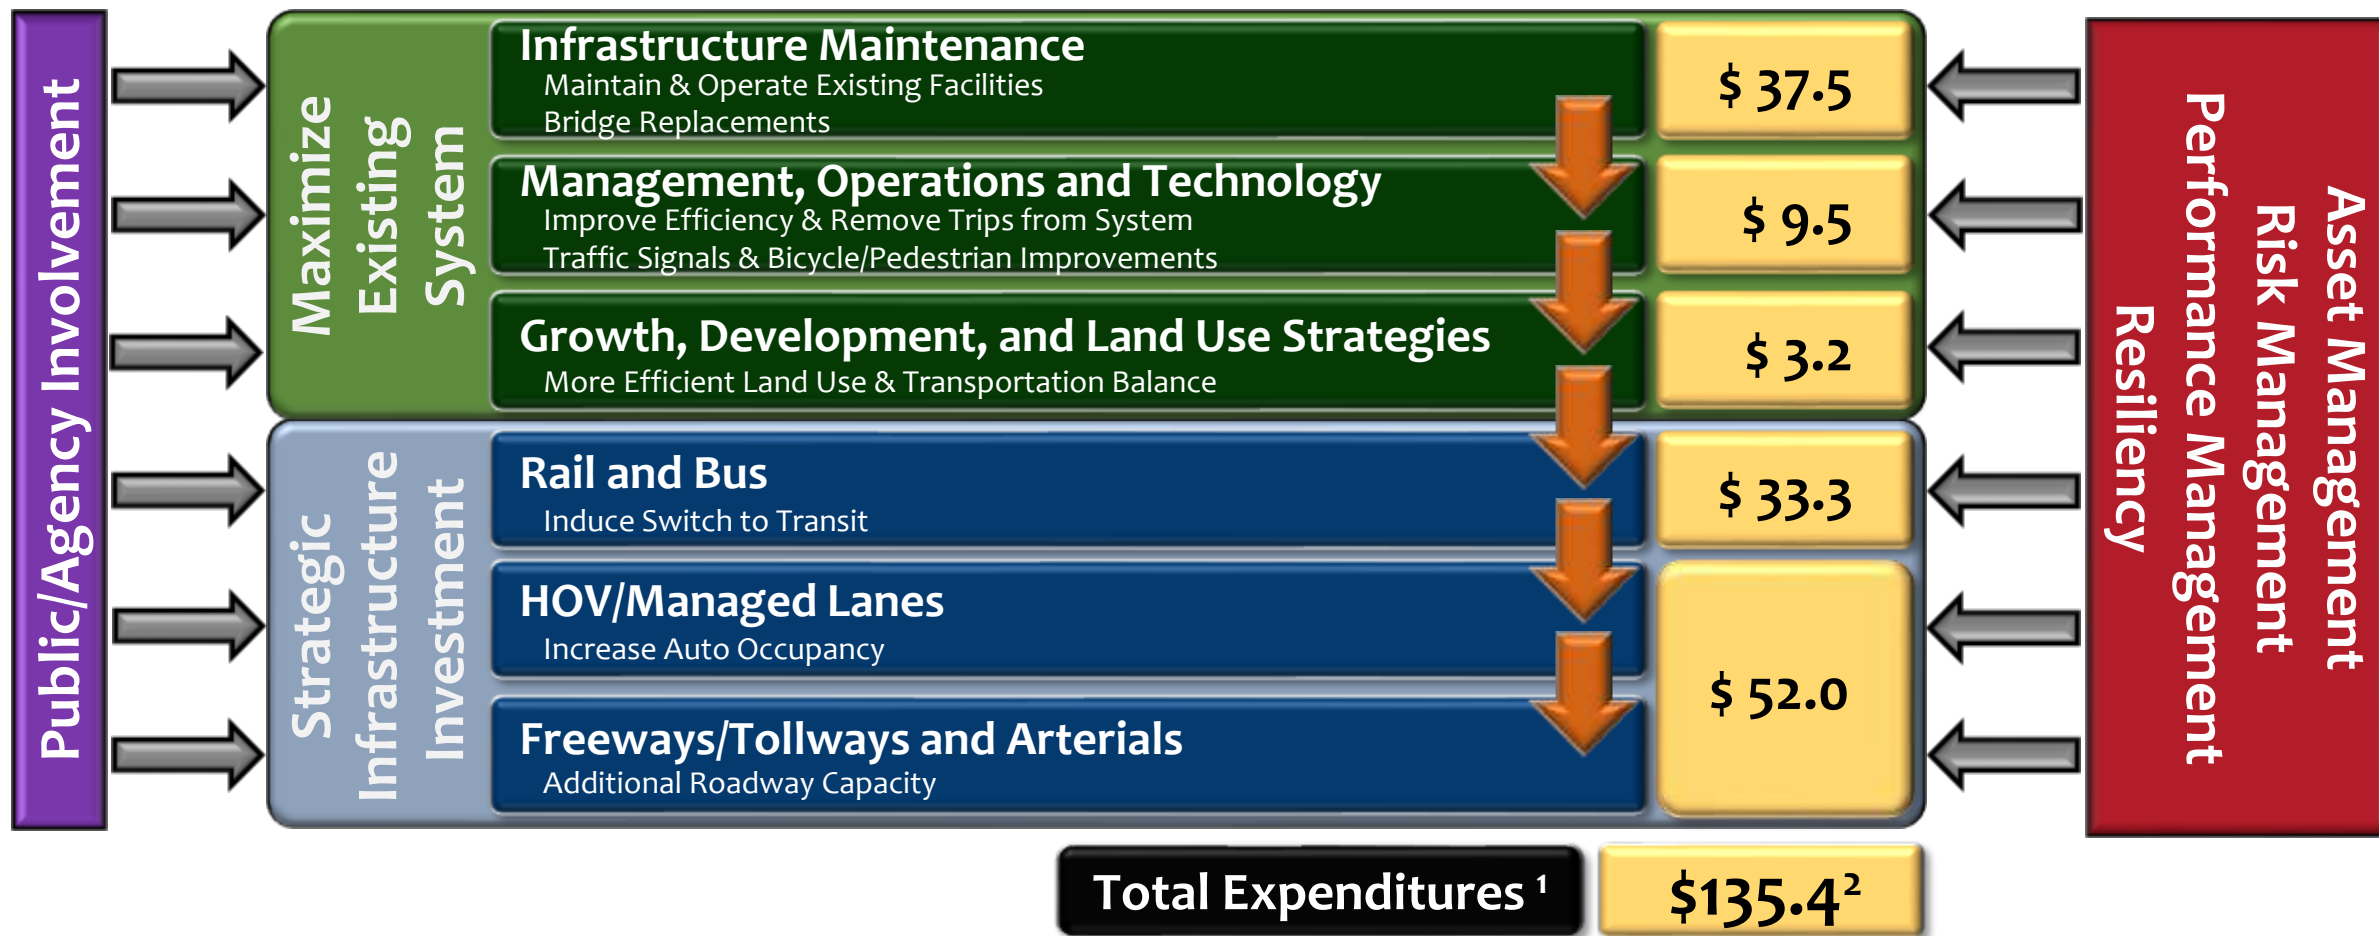 Public/Agency Involvement
Maximize
Existing
System
Infrastructure Maintenance
Maintain & Operate Existing Facilities
Bridge Replacements
$ 37.5
Management, Operations and Technology
Improve Efficiency & Remove Trips from System
Traffic Signals & Bicycle/Pedestrian Improvements
$ 9.5
Growth, Development, and Land Use Strategies
More Efficient Land Use & Transportation Balance
$ 3.2
Strategic
Infrastructure
Investment
Rail and Bus
Induce Switch to Transit
$ 33.3
HOV/Managed Lanes
Increase Auto Occupancy
Freeways/Tollways and Arterials
Additional Roadway Capacity
$ 52.0
Asset Management
Risk Management
Performance Management
Resiliency
Total Expenditures ¹
$135.4²